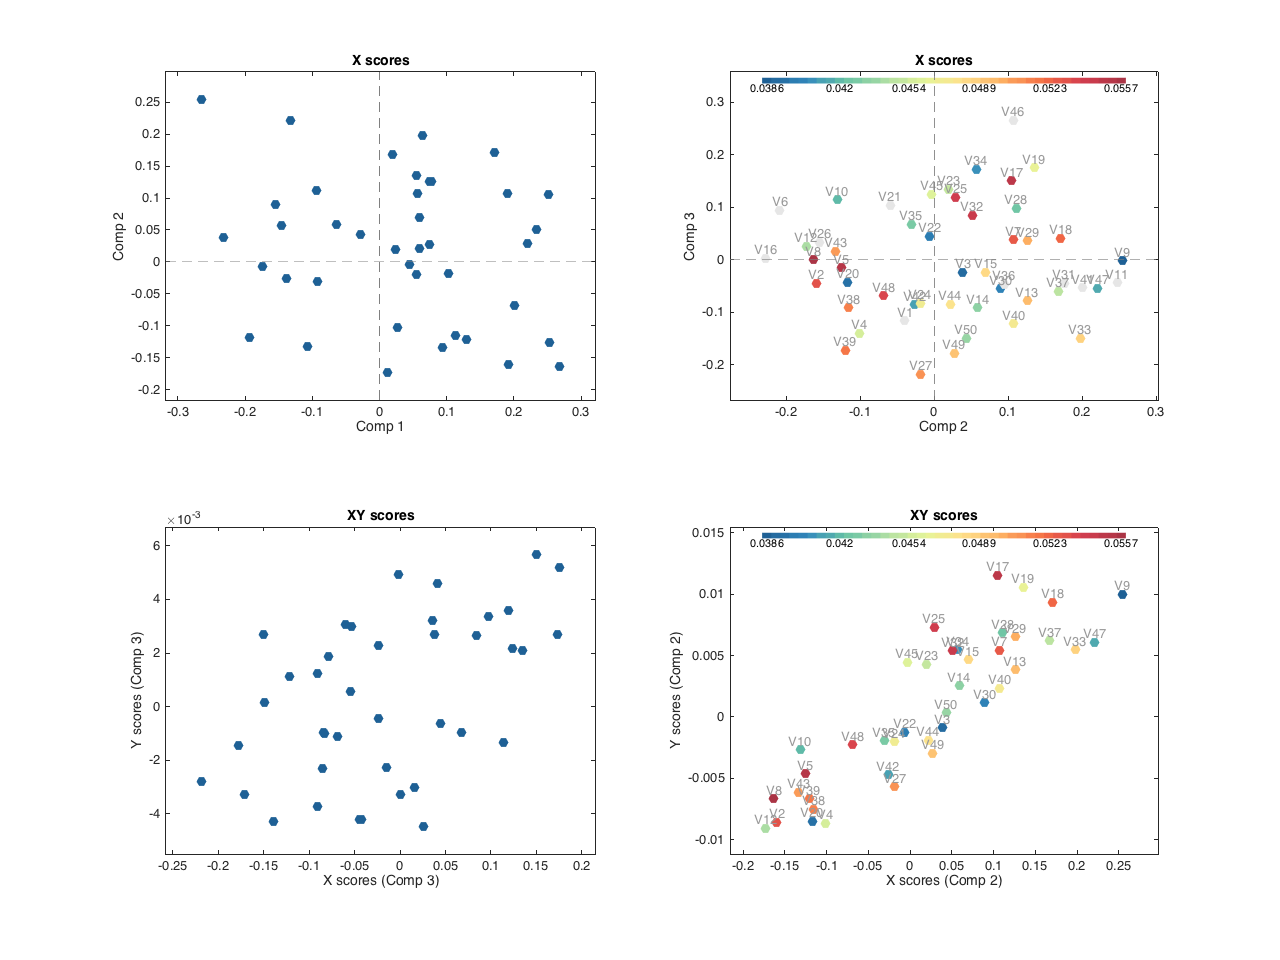 X scores
0.25
0.2
0.15
0.1
0.05
0
-0.05
-0.1
-0.15
-0.2
Comp 2
-0.3 -0.2 -0.1 0 0.1 0.2 0.3
Comp 1
X scores
0.0386 0.042 0.0454 0.0489 0.0523 0.0557
0.3
0.2
0.1
0
-0.1
-0.2
Comp 3
V46
V34 V19
V17
V23
V45 V25
V10
V6 V21 V28
V32
V35
V22 V7 V29 V18
V26
V43
V16 V8 V9
V5
V2 V20 V3 V15 V36 V31 V47 V11
V30 V37
V48 V24 V44 V14 V13
V38
V1 V40
V4 V50 V33
V39 V49
V27
-0.2 -0.1 0 0.1 0.2 0.3
Comp 2
XY scores
×10-3
6
4
2
0
-2
-4
Y scores (Comp 3)
-0.25 -0.2 -0.15 -0.1 -0.05 0 0.05 0.1 0.15 0.2
X scores (Comp 3)
XY scores
0.0386 0.042 0.0454 0.0489 0.0523 0.0557
0.015
0.01
0.005
0
-0.005
-0.01
Y scores (Comp 2)
V17
V19 V9
V18
V25
V28 V29 V37 V47
V7 V33
V45 V23 V15
V13
V14 V40
V30
V50
V22 V3
V48 V44
V10 V49
V5 V42
V27
V43 V39
V8 V38
V2 V4
-0.2 -0.15 -0.1 -0.05 0 0.05 0.1 0.15 0.2 0.25
X scores (Comp 2)